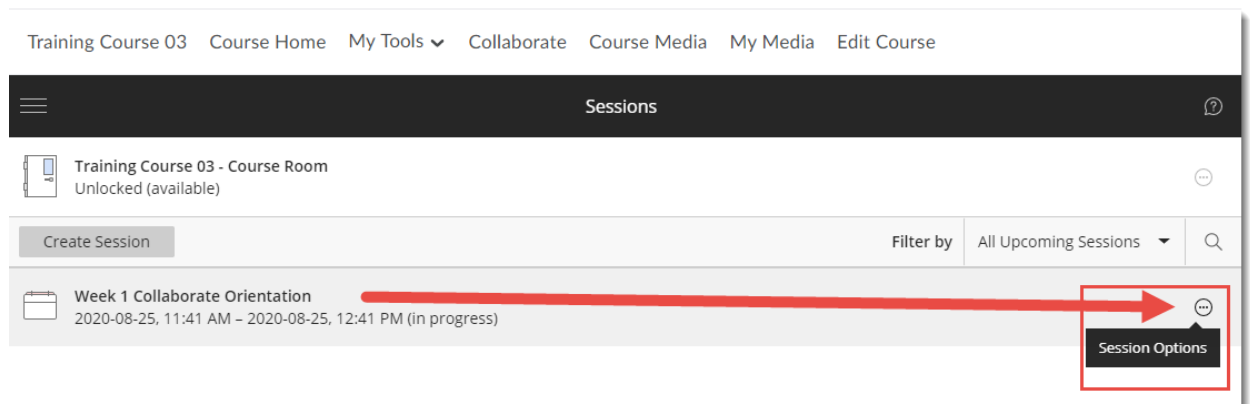 Training Course 03 Course Home My Tools Collaborate Course Media My Media Edit Course
Sessions
Training Course 03 - Course Room
Unlocked (available)
Create Session Filter by All Upcoming Sessions
Week 1 Collaborate Orientation
2020-08-25, 11:41 AM – 2020-08-25, 12:41 PM (in progress)
Session Options